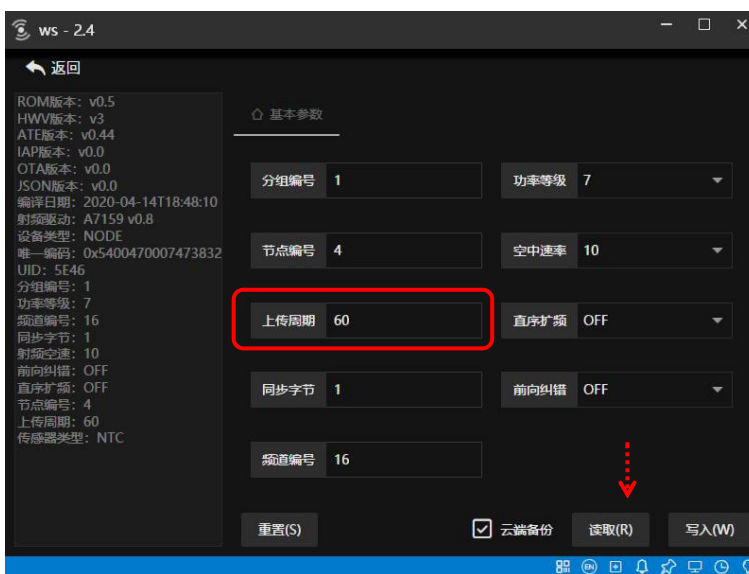 ws - 2.4
返回
ROM版本：v0.5
HWV版本：v3
ATE版本：v0.44
IAP版本：v0.0
OTA版本：v0.0
JSON版本：v0.0
编译日期：2020-04-14T18:48:10
射频驱动：A7159 v0.8
设备类型：NODE
唯一编码：0x5400470007473832
UID：5E46
分组编号：1
功率等级：7
频道编号：16
同步字节：1
射频空速：10
前向纠错：OFF
直序扩频：OFF
节点编号：4
上传周期：60
传感器类型：NTC
基本参数
分组编号 1 功率等级 7
节点编号 4 空中速率 10
上传周期 60 直序扩频 OFF
同步字节 1 前向纠错 OFF
频道编号 16
重置(S) 云端备份 读取(R) 写入(W)
EN